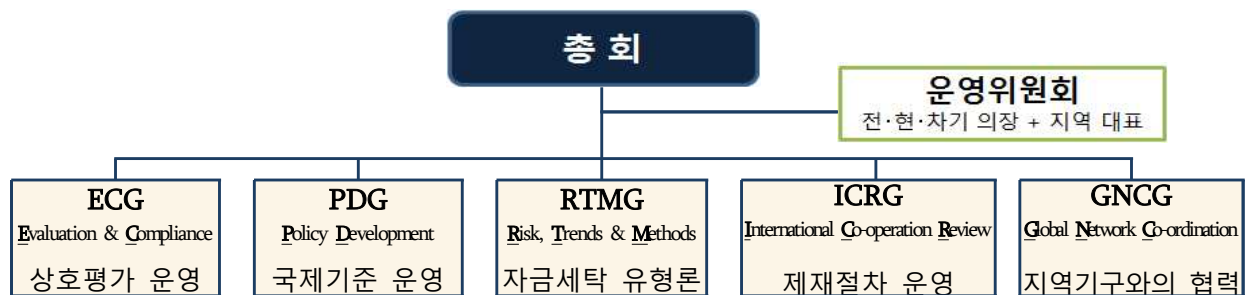 총 회
운영위원회
전·현·차기 의장 + 지역 대표
ECG
Evaluation & Compliance
상호평가 운영
PDG
Policy Development
국제기준 운영
RTMG
Risk, Trends & Methods
자금세탁 유형론
ICRG
International Co-operation Review
제재절차 운영
GNCG
Global Network Co-ordination
지역기구와의 협력